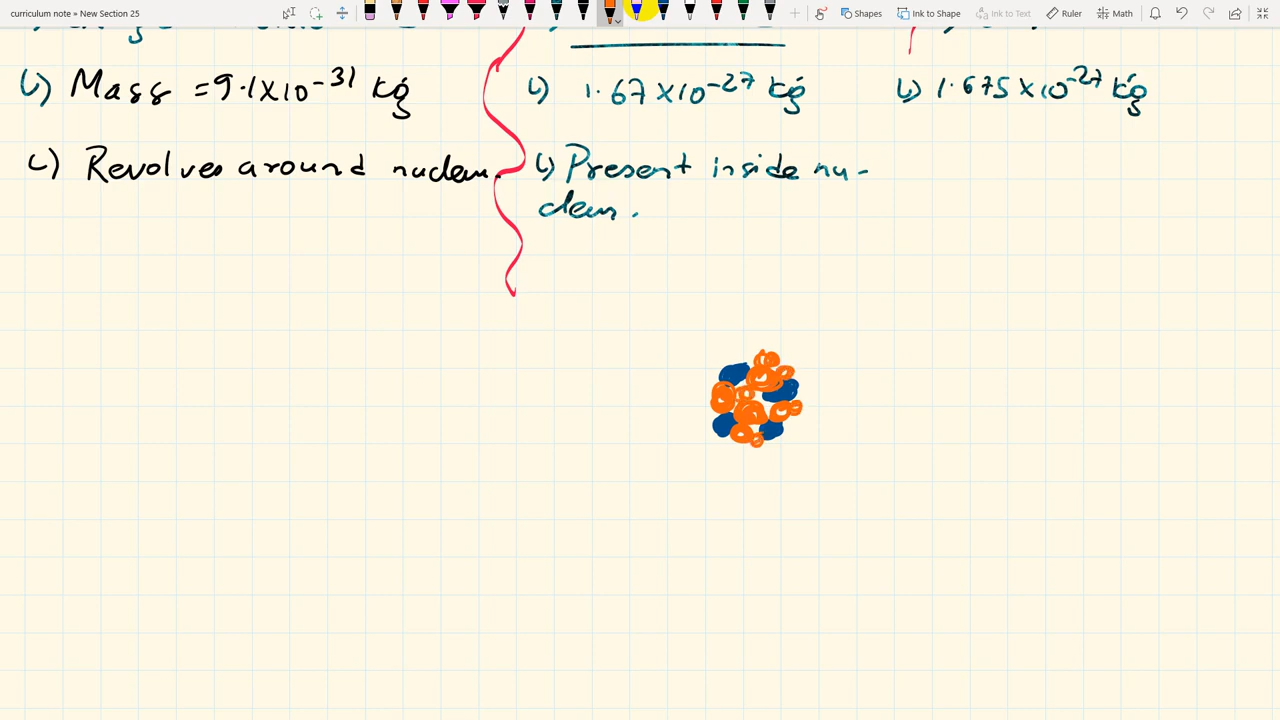 curriculum note » New Section 25
Shapes
Ink to Shape
Ink to Text
Ruler
Math
b) Mass = 9.1×10⁻³¹ kg
b) 1.67 ×10⁻²⁷ kg
b) 1.675 ×10⁻²⁷ kg
c) Revolves around nucleus.
c) Present inside nu-
cleus.